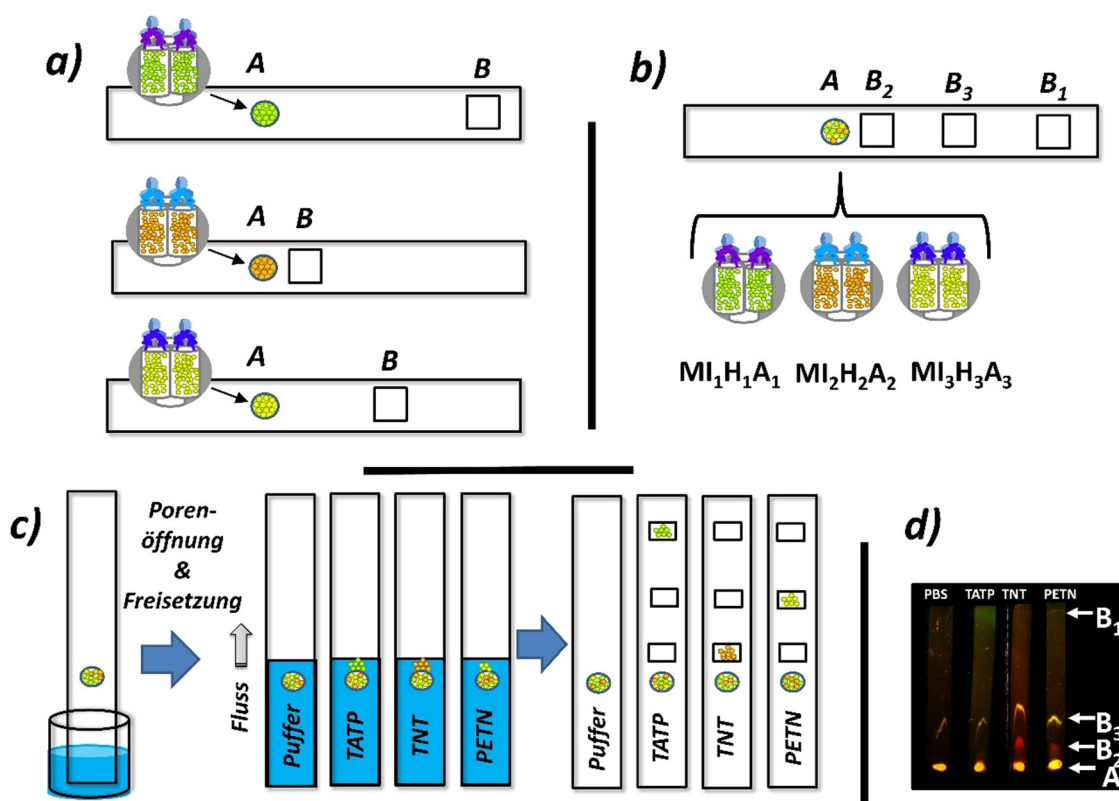 a)
A
B
A
B
A
B
b)
A B₂ B₃ B₁
MI₁H₁A₁ MI₂H₂A₂ MI₃H₃A₃
c)
Poren-
öffnung
&
Freisetzung
Fluss
Puffer
TATP
TNT
PETN
Puffer
TATP
TNT
PETN
d)
PBS TATP TNT PETN
B₁
B₃
B₂
A